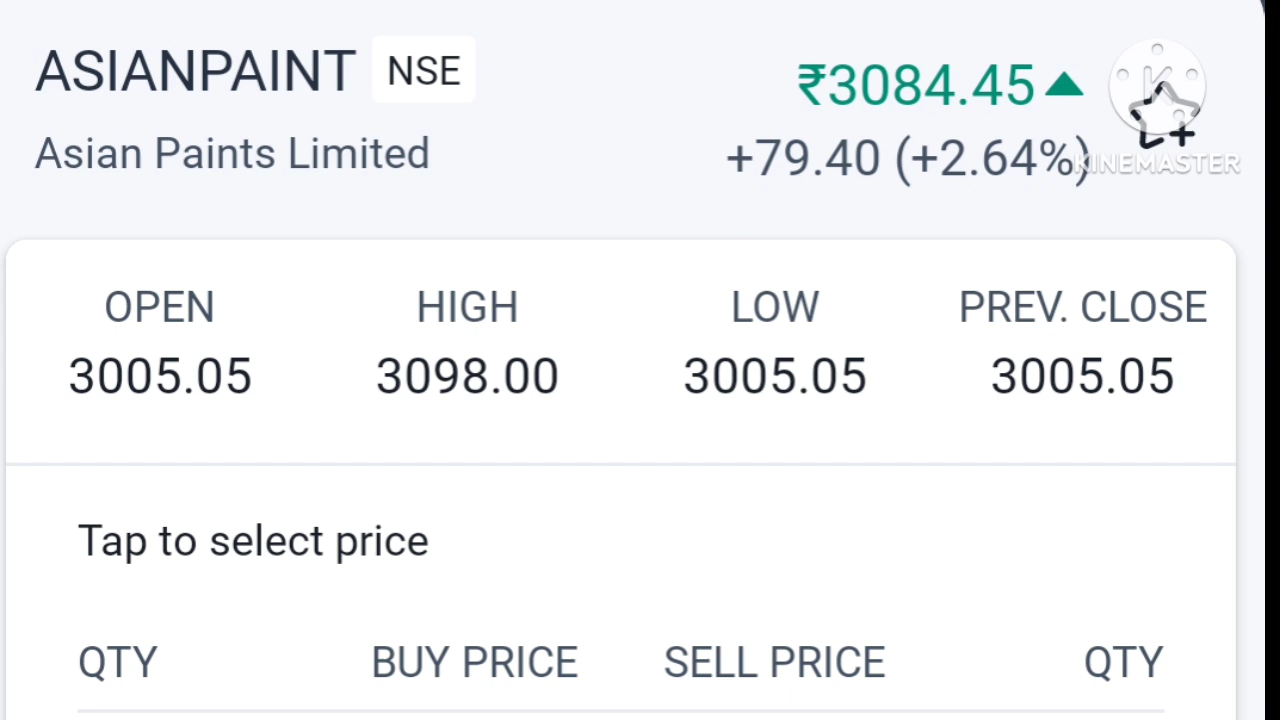 ASIANPAINT NSE
₹3084.45
Asian Paints Limited
+79.40 (+2.64%)
KINEMASTER
OPEN HIGH LOW PREV. CLOSE
3005.05 3098.00 3005.05 3005.05
Tap to select price
QTY BUY PRICE SELL PRICE QTY